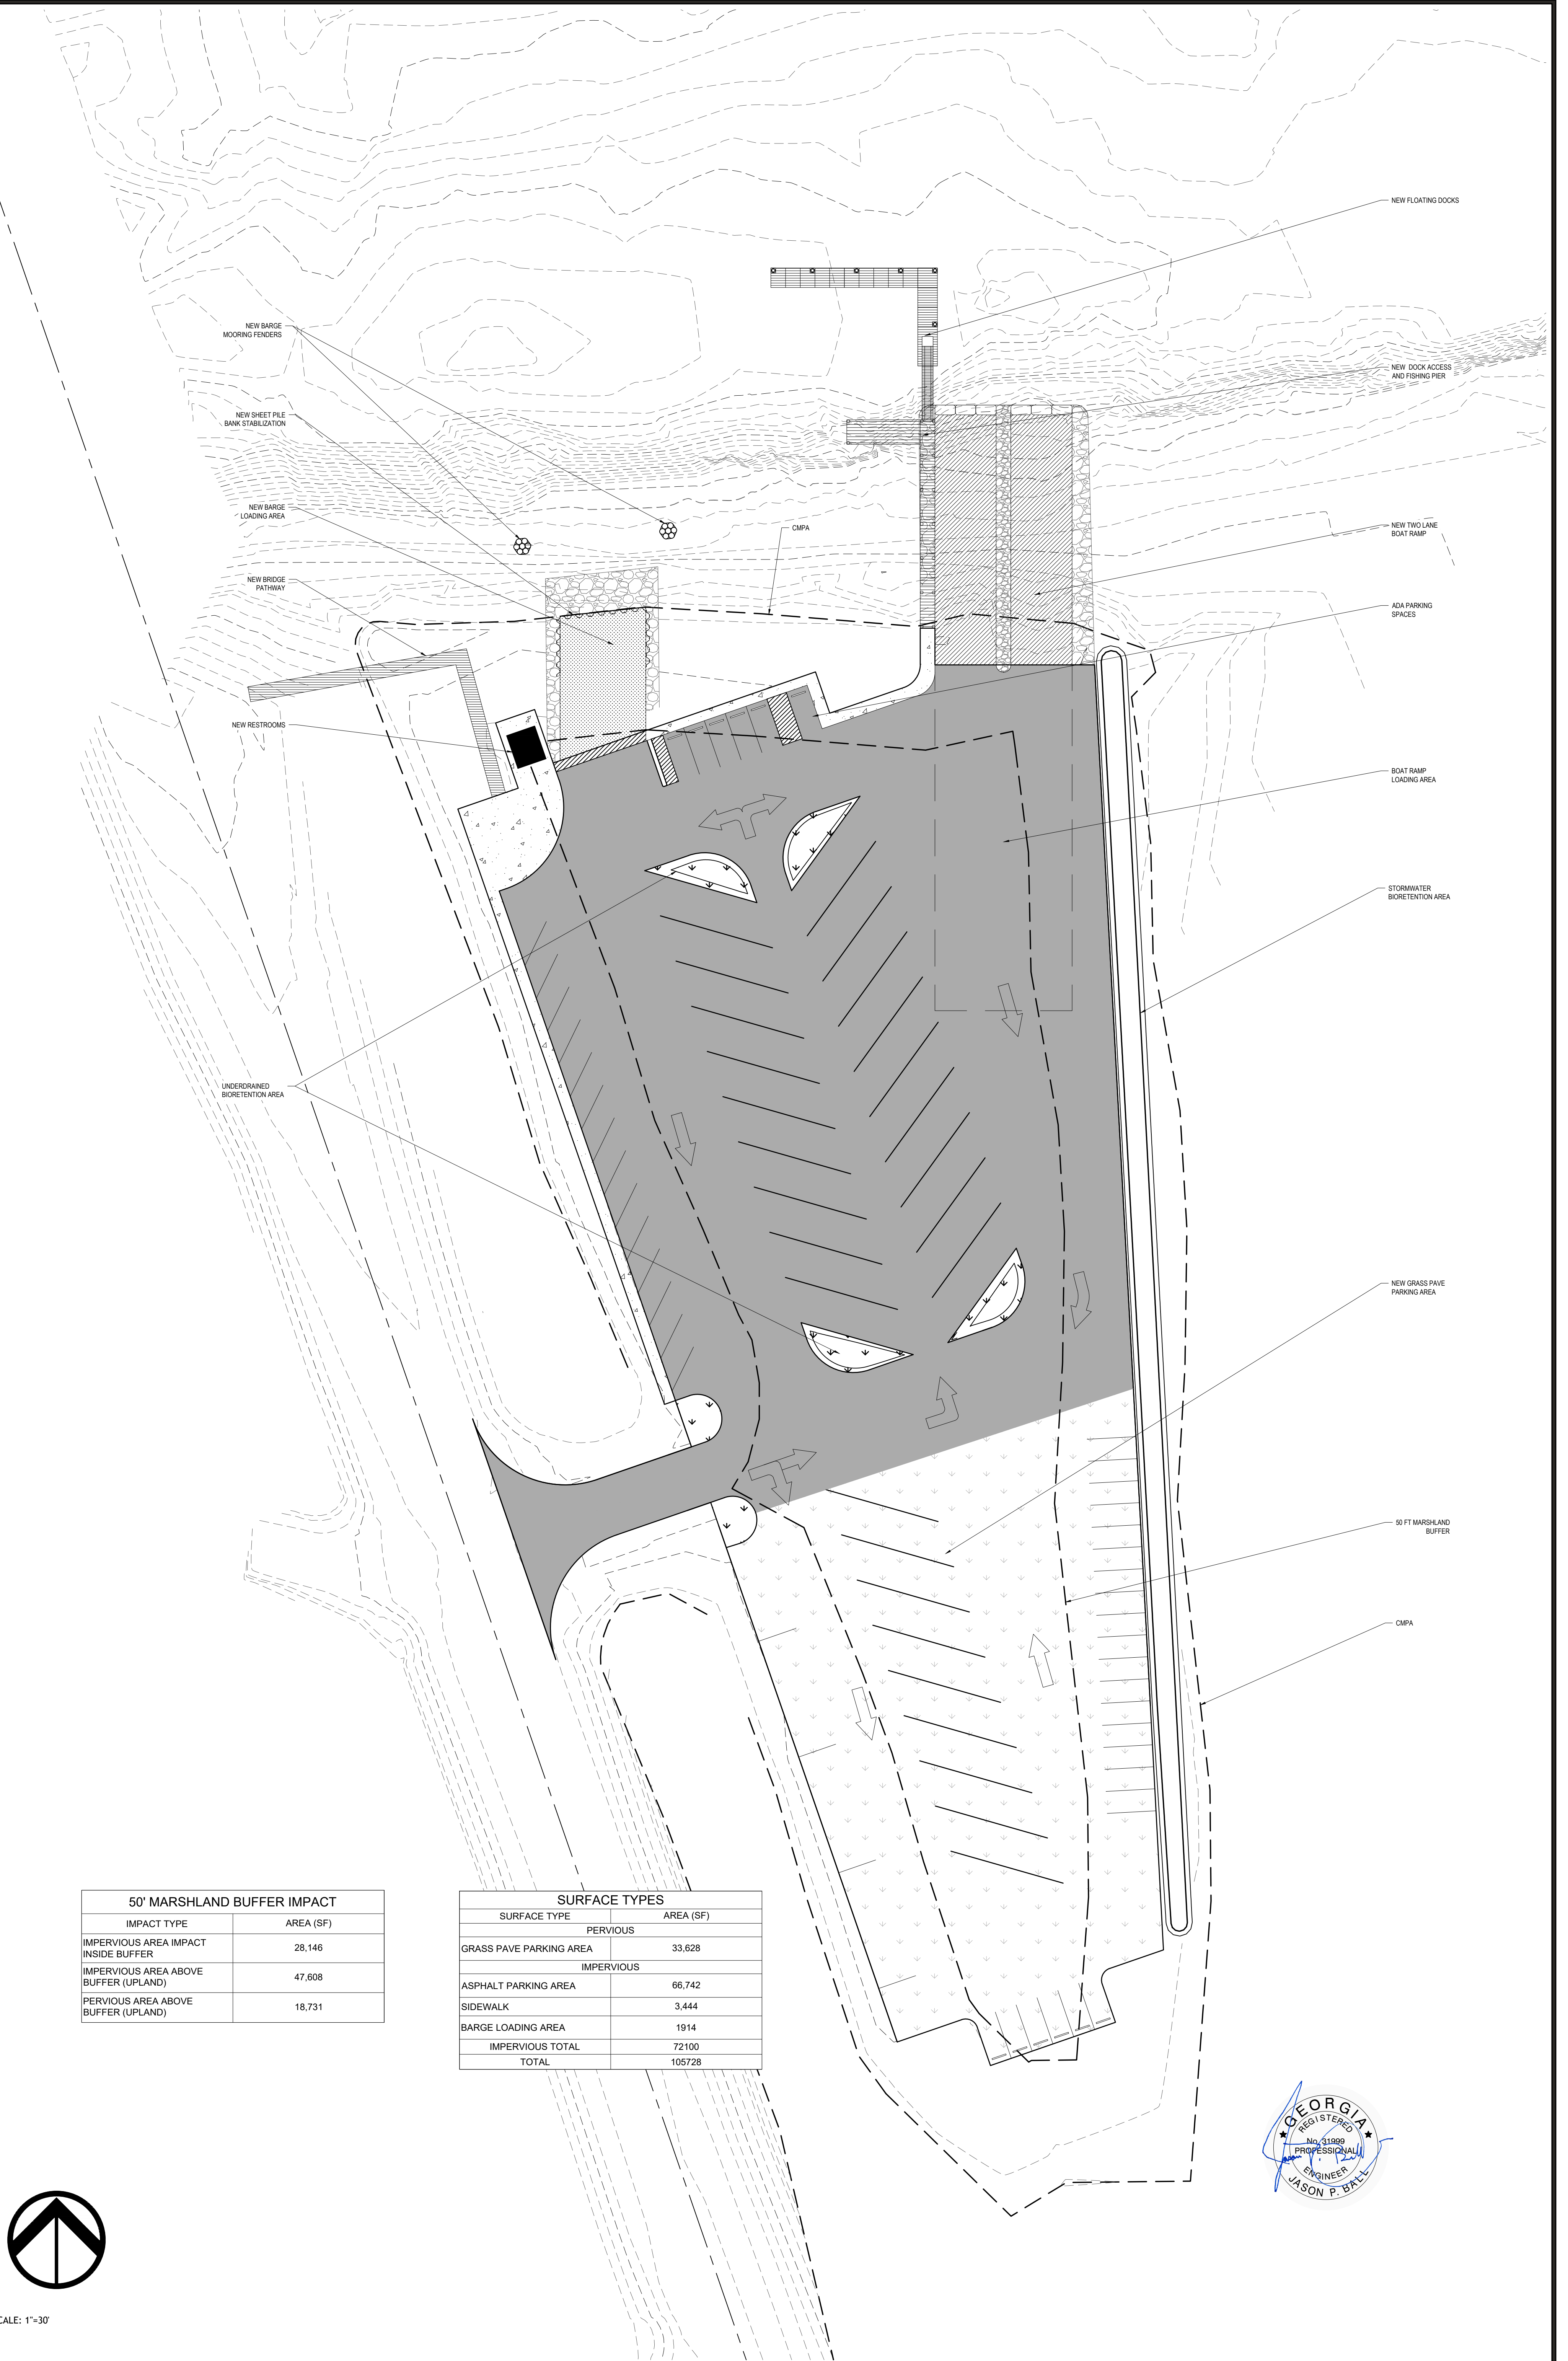 NEW FLOATING DOCKS
NEW BARGE
MOORING FENDERS
NEW DOCK ACCESS
AND FISHING PIER
NEW SHEET PILE
BANK STABILIZATION
NEW BARGE
LOADING AREA
CMPA
NEW TWO LANE
BOAT RAMP
NEW BRIDGE
PATHWAY
ADA PARKING
SPACES
NEW RESTROOMS
BOAT RAMP
LOADING AREA
STORMWATER
BIORETENTION AREA
UNDERDRAINED
BIORETENTION AREA
NEW GRASS PAVE
PARKING AREA
50 FT MARSHLAND
BUFFER
CMPA
50' MARSHLAND BUFFER IMPACT
IMPACT TYPE AREA (SF)
IMPERVIOUS AREA IMPACT
INSIDE BUFFER 28,146
IMPERVIOUS AREA ABOVE
BUFFER (UPLAND) 47,608
PERVIOUS AREA ABOVE
BUFFER (UPLAND) 18,731
SURFACE TYPES
SURFACE TYPE AREA (SF)
PERVIOUS
GRASS PAVE PARKING AREA 33,628
IMPERVIOUS
ASPHALT PARKING AREA 66,742
SIDEWALK 3,444
BARGE LOADING AREA 1914
IMPERVIOUS TOTAL 72100
TOTAL 105728
GEORGIA
REGISTERED
No. 31999
PROFESSIONAL
ENGINEER
JASON P. BALL
CALE: 1"=30'